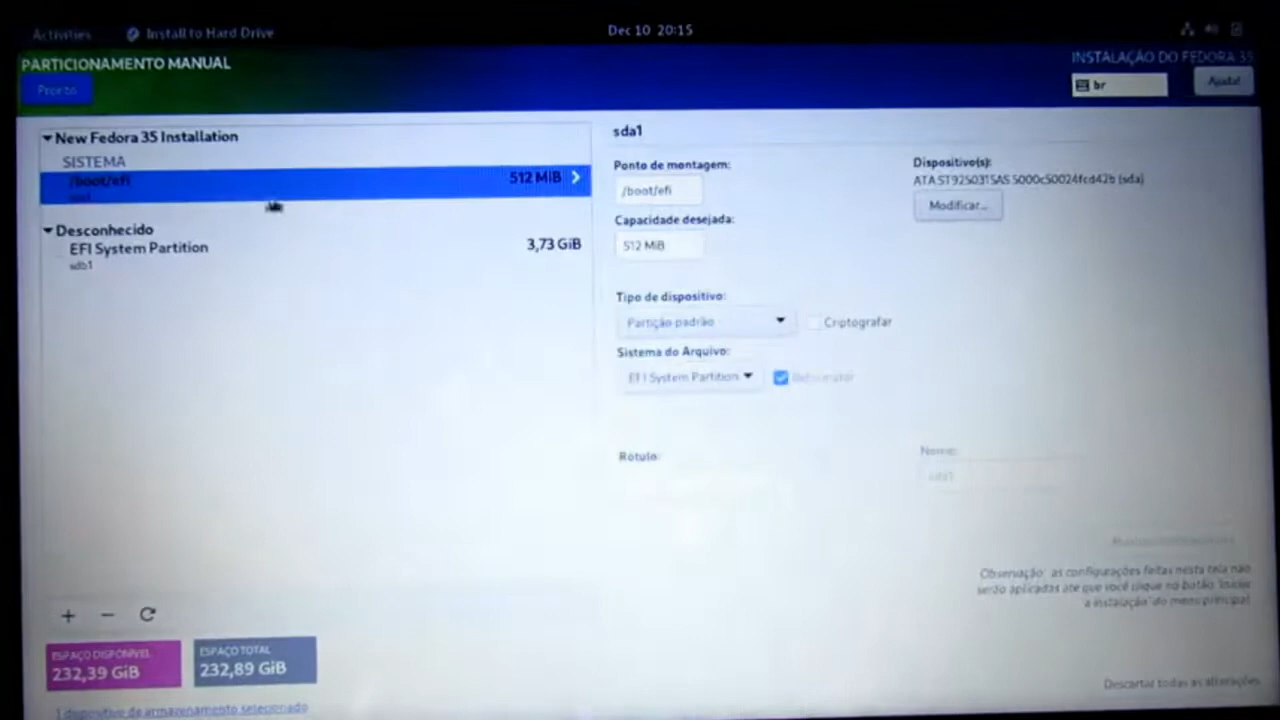 Activities
Install to Hard Drive
Dec 10 20:15
PARTICIONAMENTO MANUAL
Pronto
INSTALAÇÃO DO FEDORA 35
br
Ajuda!
New Fedora 35 Installation
SISTEMA
/boot/efi
512 MiB
sda1
Desconhecido
EFI System Partition
3,73 GiB
sdb1
sda1
Ponto de montagem:
/boot/efi
Capacidade desejada:
512 MiB
Dispositivo(s):
ATA ST9250315AS 5000c50024fcd42b (sda)
Modificar...
Tipo de dispositivo:
Partição padrão
Criptografar
Sistema do Arquivo:
EFI System Partition
Reformatar
Rotulo:
Nome:
sda1
Observação: as configurações feitas nesta tela não
serão aplicadas até que você clique no botão 'Iniciar
a instalação' do menu principal.
+ −
ESPAÇO DISPONÍVEL
232,39 GiB
ESPAÇO TOTAL
232,89 GiB
1 dispositivo de armazenamento selecionado
Descartar todas as alterações